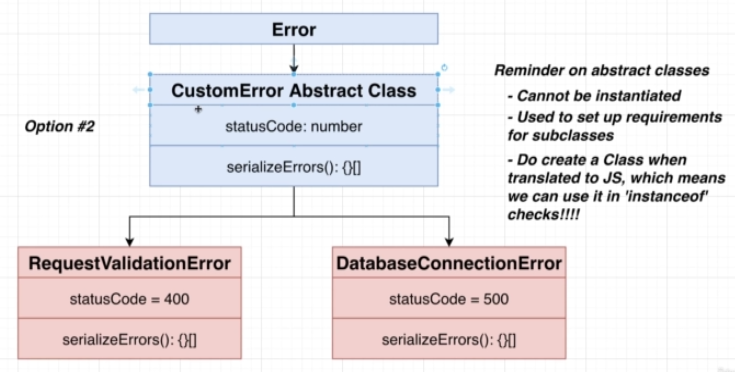 Error
CustomError Abstract Class
statusCode: number
serializeErrors(): {}[]
Option #2
Reminder on abstract classes
- Cannot be instantiated
- Used to set up requirements
for subclasses
- Do create a Class when
translated to JS, which means
we can use it in 'instanceof'
checks!!!!
RequestValidationError
statusCode = 400
serializeErrors(): {}[]
DatabaseConnectionError
statusCode = 500
serializeErrors(): {}[]